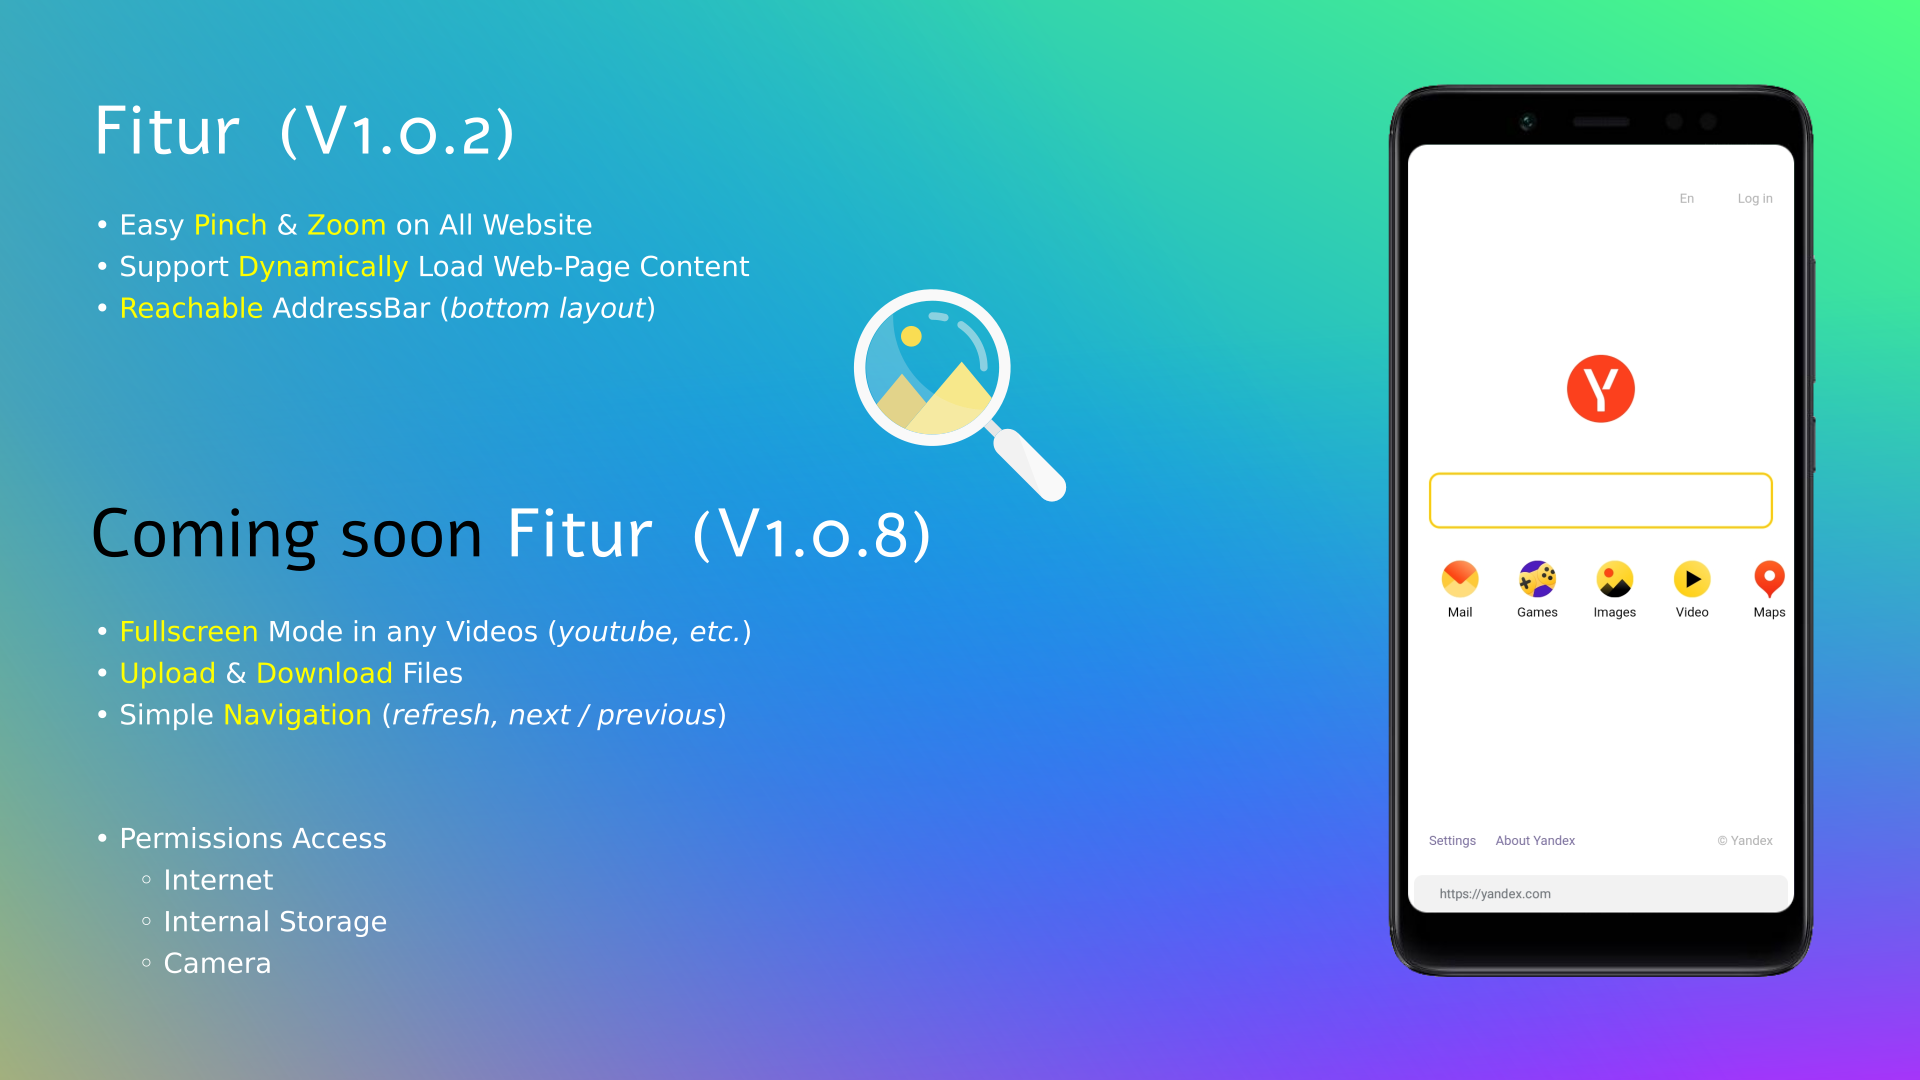 Fitur (V1.0.2)
• Easy Pinch & Zoom on All Website
• Support Dynamically Load Web-Page Content
• Reachable AddressBar (bottom layout)
Coming soon Fitur (V1.0.8)
• Fullscreen Mode in any Videos (youtube, etc.)
• Upload & Download Files
• Simple Navigation (refresh, next / previous)
• Permissions Access
◦ Internet
◦ Internal Storage
◦ Camera
En Log in
Y
Mail Games Images Video Maps
Settings About Yandex © Yandex
https://yandex.com